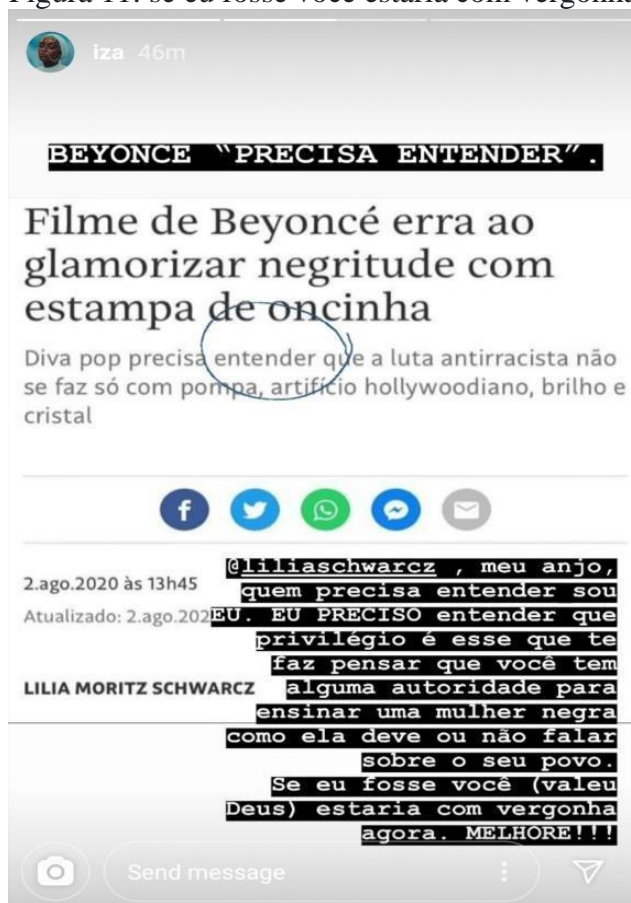 Figura 11: se eu fosse você estaria com vergonha
iza 46m
BEYONCE “PRECISA ENTENDER”.
Filme de Beyoncé erra ao
glamorizar negritude com
estampa de oncinha
Diva pop precisa entender que a luta antirracista não
se faz só com pompa, artifício hollywoodiano, brilho e
cristal
2.ago.2020 às 13h45
Atualizado: 2.ago.202
LILIA MORITZ SCHWARCZ
@liliaschwarcz , meu anjo,
quem precisa entender sou
EU. EU PRECISO entender que
privilégio é esse que te
faz pensar que você tem
alguma autoridade para
ensinar uma mulher negra
como ela deve ou não falar
sobre o seu povo.
Se eu fosse você (valeu
Deus) estaria com vergonha
agora. MELHORE!!!
Send message